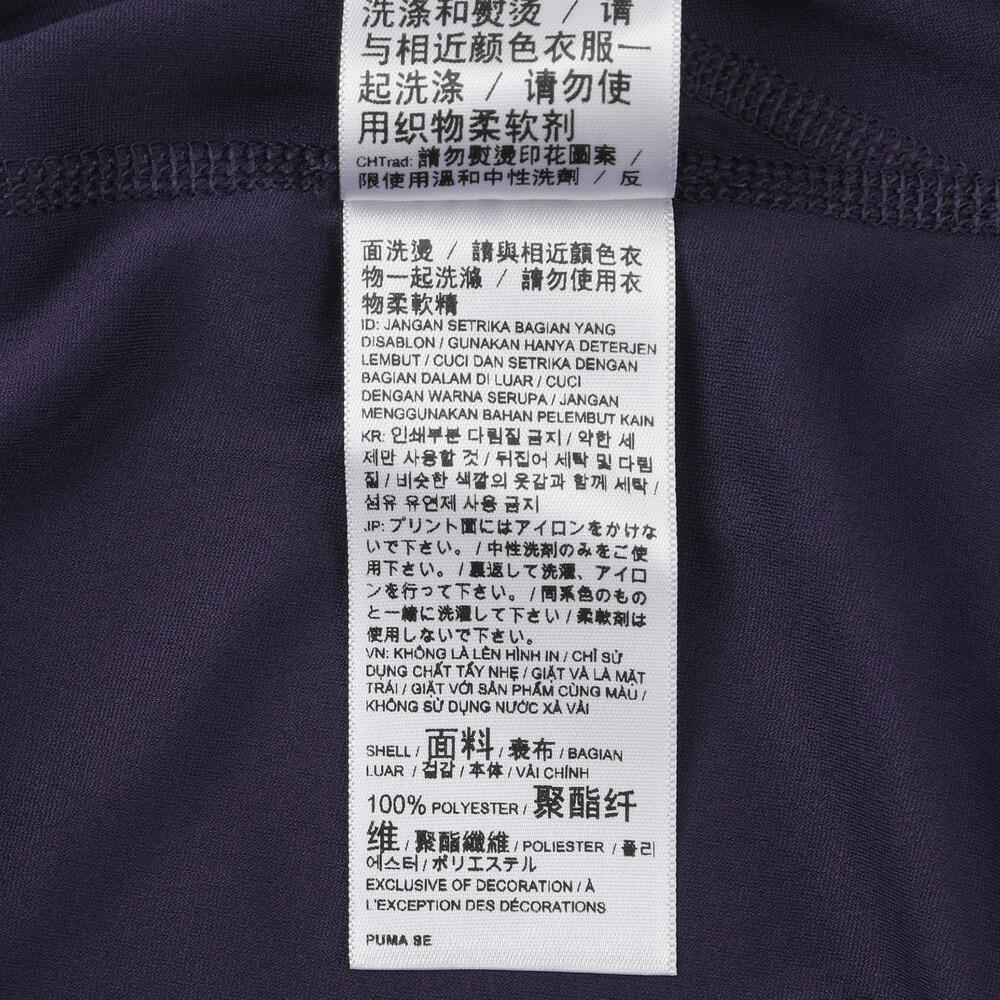 洗涤和熨烫 / 请
与相近颜色衣服一
起洗涤 / 请勿使
用织物柔软剂
CHTrad: 請勿熨燙印花圖案 /
限使用溫和中性洗劑 / 反
面洗燙 / 請與相近顏色衣
物一起洗滌 / 請勿使用衣
物柔軟精
ID: JANGAN SETRIKA BAGIAN YANG
DISABLON / GUNAKAN HANYA DETERJEN
LEMBUT / CUCI DAN SETRIKA DENGAN
BAGIAN DALAM DI LUAR / CUCI
DENGAN WARNA SERUPA / JANGAN
MENGGUNAKAN BAHAN PELEMBUT KAIN
KR: 인쇄부분 다림질 금지 / 약한 세
제만 사용할 것 / 뒤집어 세탁 및 다림
질 / 비슷한 색깔의 옷감과 함께 세탁 /
섬유 유연제 사용 금지
JP: プリント面にはアイロンをかけな
いで下さい。 / 中性洗剤のみをご使
用下さい。 / 裏返して洗濯、アイロ
ンを行って下さい。 / 同系色のもの
と一緒に洗濯して下さい / 柔軟剤は
使用しないで下さい。
VN: KHÔNG LÀ LÊN HÌNH IN / CHỈ SỬ
DỤNG CHẤT TẨY NHẸ / GIẶT VÀ LÀ MẶT
TRÁI / GIẶT VỚI SẢN PHẨM CÙNG MÀU /
KHÔNG SỬ DỤNG NƯỚC XẢ VẢI
SHELL / 面料 / 表布 / BAGIAN
LUAR / 겉감 / 本体 / VẢI CHÍNH
100% POLYESTER / 聚酯纤
维 / 聚酯纖維 / POLIESTER / 폴리
에스터 / ポリエステル
EXCLUSIVE OF DECORATION / À
L'EXCEPTION DES DÉCORATIONS
PUMA SE